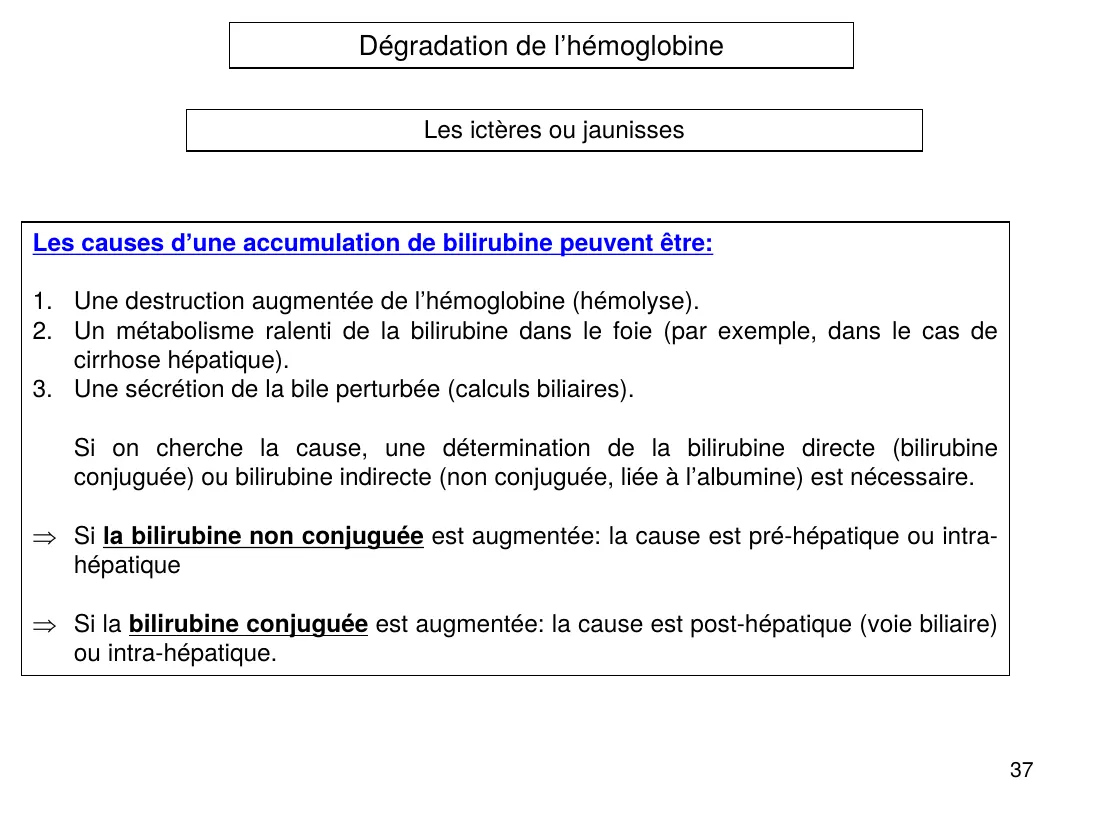 Dégradation de l’hémoglobine
Les ictères ou jaunisses
Les causes d’une accumulation de bilirubine peuvent être:
1. Une destruction augmentée de l’hémoglobine (hémolyse).
2. Un métabolisme ralenti de la bilirubine dans le foie (par exemple, dans le cas de
cirrhose hépatique).
3. Une sécrétion de la bile perturbée (calculs biliaires).
Si on cherche la cause, une détermination de la bilirubine directe (bilirubine
conjuguée) ou bilirubine indirecte (non conjuguée, liée à l’albumine) est nécessaire.
⇒ Si la bilirubine non conjuguée est augmentée: la cause est pré-hépatique ou intra-
hépatique
⇒ Si la bilirubine conjuguée est augmentée: la cause est post-hépatique (voie biliaire)
ou intra-hépatique.
37